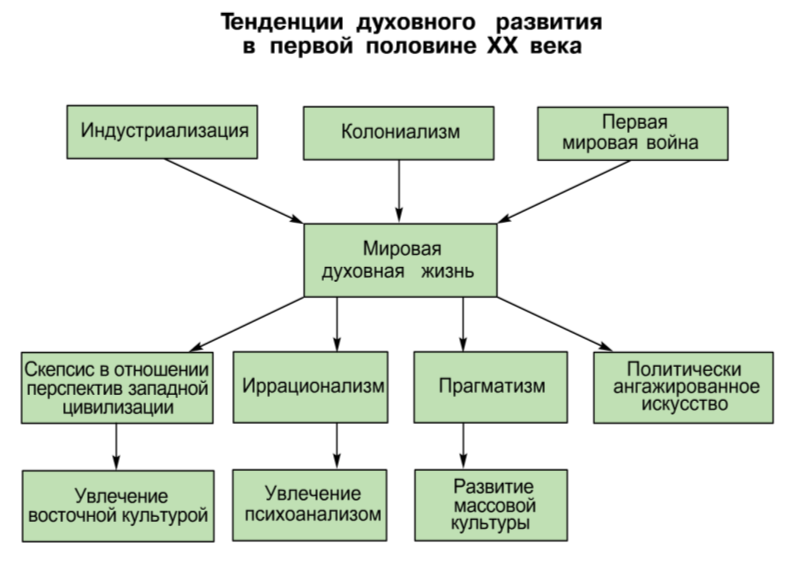 Тенденции духовного развития
в первой половине XX века
Индустриализация
Колониализм
Первая
мировая война
Мировая
духовная жизнь
Скепсис в отношении
перспектив западной
цивилизации
Иррационализм
Прагматизм
Политически
ангажированное
искусство
Увлечение
восточной культурой
Увлечение
психоанализом
Развитие
массовой
культуры